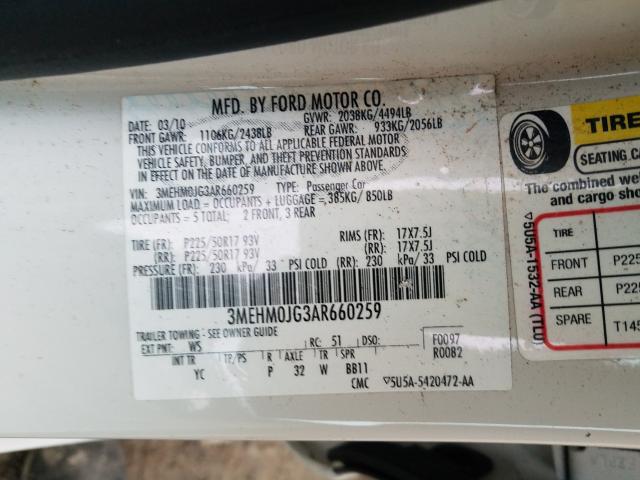 MFD. BY FORD MOTOR CO.
03/10 GVWR: 2038KG/4494LB
FRONT GAWR: 1106KG/2438LB REAR GAWR: 933KG/2056LB
THIS VEHICLE CONFORMS TO ALL APPLICABLE FEDERAL MOTOR
VEHICLE SAFETY, BUMPER, AND THEFT PREVENTION STANDARDS
IN EFFECT ON THE DATE OF MANUFACTURE SHOWN ABOVE.
VIN: 3MEHM0JG3AR660259 TYPE: Passenger Car
MAXIMUM LOAD = OCCUPANTS + LUGGAGE = 385KG/ 850LB
OCCUPANTS = 5 TOTAL; 2 FRONT, 3 REAR
TIRE (FR) P225/50R17 93V RIMS (FR): 17X7.5J
(RR): P225/50R17 93V (RR): 17X7.5J
PRESSURE (FR): 230 kPa/ 33 PSI COLD (RR): 230 kPa/ 33 PSI COLD
3MEHM0JG3AR660259
TRAILER TOWING - SEE OWNER GUIDE
EXT PNT: WS RC: 51 DSO: F0097
R0082
INT TR TP/PS R AXLE TR SPR
YC P 32 W BB11
CMC ▽5U5A-5420472-AA
TIRE
SEATING CA
The combined we
and cargo sho
▽5U5A-1532-AA (TLU)
TIRE
FRONT P225
REAR P225
SPARE T145